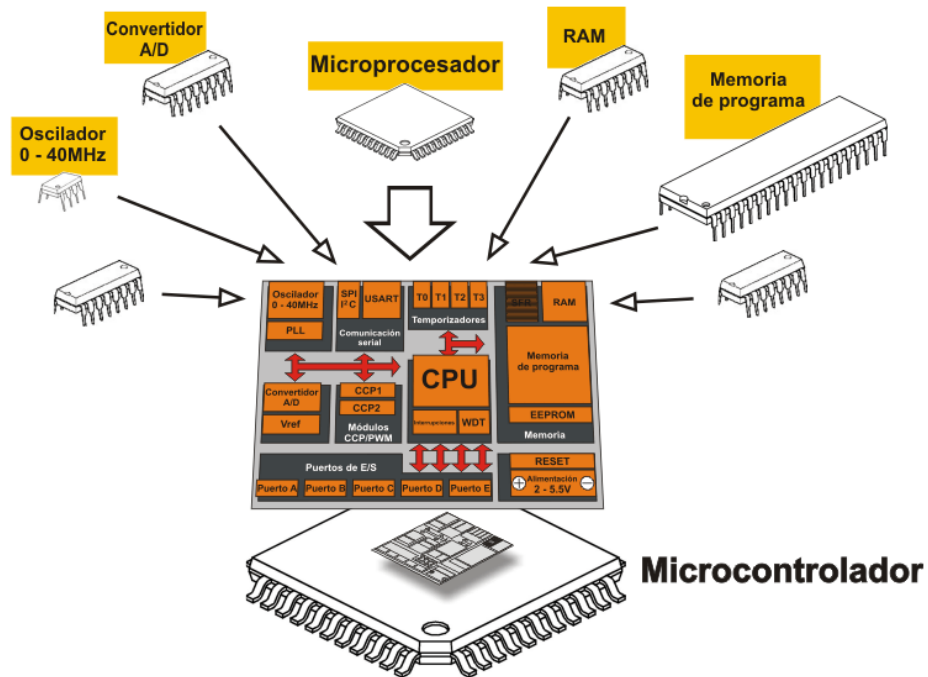 Convertidor
A/D
Microprocesador
RAM
Memoria
de programa
Oscilador
0 - 40MHz
Oscilador
0 - 40MHz
PLL
SPI
I²C
USART
Comunicación
serial
T0
T1
T2
T3
Temporizadores
SFR
RAM
Memoria
de programa
EEPROM
Memoria
Convertidor
A/D
Vref
CCP1
CCP2
Módulos
CCP/PWM
CPU
Interrupciones
WDT
Puertos de E/S
Puerto A
Puerto B
Puerto C
Puerto D
Puerto E
RESET
Alimentación
2 - 5.5V
Microcontrolador